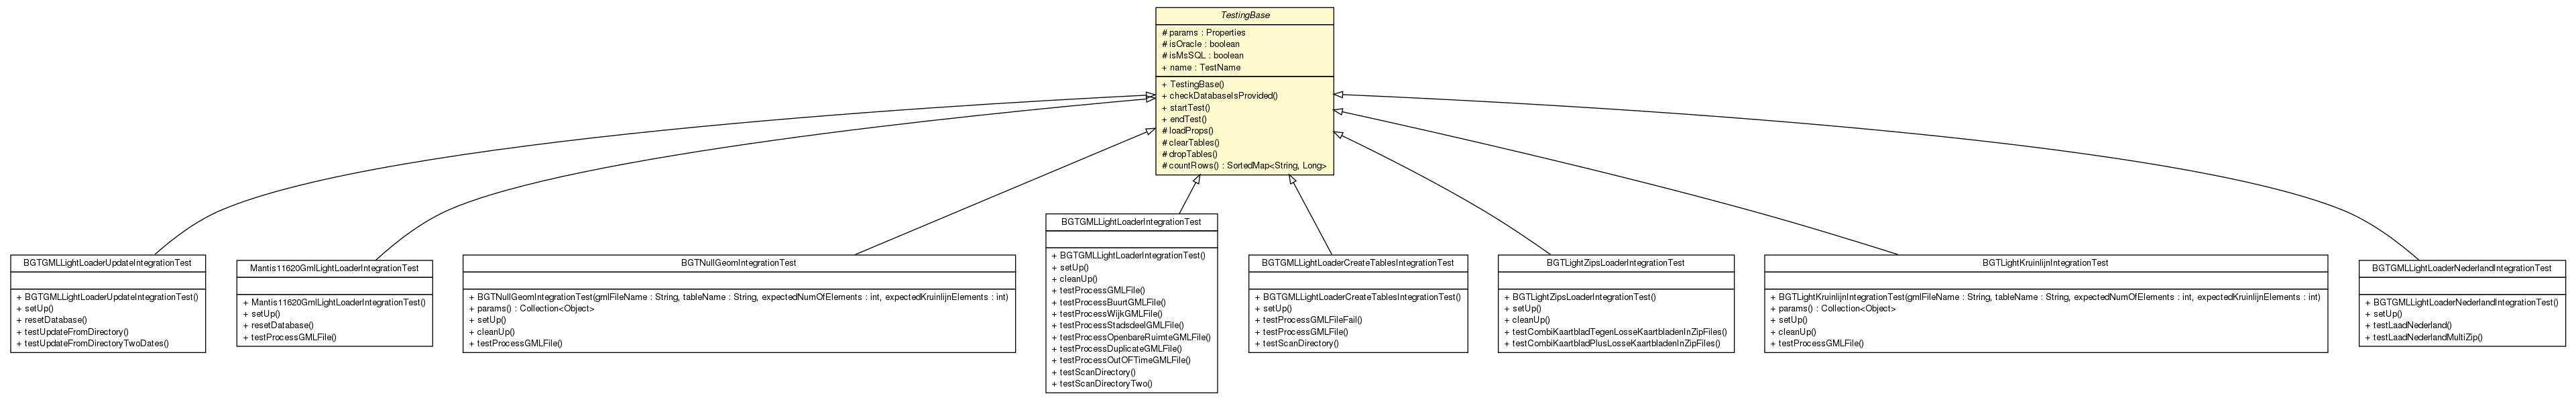 TestingBase
# params : Properties
# isOracle : boolean
# isMsSQL : boolean
+ name : TestName
+ TestingBase()
+ checkDatabaseIsProvided()
+ startTest()
+ endTest()
# loadProps()
# clearTables()
# dropTables()
# countRows() : SortedMap<String, Long>
BGTGMLLightLoaderUpdateIntegrationTest
+ BGTGMLLightLoaderUpdateIntegrationTest()
+ setUp()
+ resetDatabase()
+ testUpdateFromDirectory()
+ testUpdateFromDirectoryTwoDates()
Mantis11620GmlLightLoaderIntegrationTest
+ Mantis11620GmlLightLoaderIntegrationTest()
+ setUp()
+ resetDatabase()
+ testProcessGMLFile()
BGTNullGeomIntegrationTest
+ BGTNullGeomIntegrationTest(gmlFileName : String, tableName : String, expectedNumOfElements : int, expectedKruinlijnElements : int)
+ params() : Collection<Object>
+ setUp()
+ cleanUp()
+ testProcessGMLFile()
BGTGMLLightLoaderIntegrationTest
+ BGTGMLLightLoaderIntegrationTest()
+ setUp()
+ cleanUp()
+ testProcessGMLFile()
+ testProcessBuurtGMLFile()
+ testProcessWijkGMLFile()
+ testProcessStadsdeelGMLFile()
+ testProcessOpenbareRuimteGMLFile()
+ testProcessDuplicateGMLFile()
+ testProcessOutOFTimeGMLFile()
+ testScanDirectory()
+ testScanDirectoryTwo()
BGTGMLLightLoaderCreateTablesIntegrationTest
+ BGTGMLLightLoaderCreateTablesIntegrationTest()
+ setUp()
+ testProcessGMLFileFail()
+ testProcessGMLFile()
+ testScanDirectory()
BGTLightZipsLoaderIntegrationTest
+ BGTLightZipsLoaderIntegrationTest()
+ setUp()
+ cleanUp()
+ testCombiKaartbladTegenLosseKaartbladenInZipFiles()
+ testCombiKaartbladPlusLosseKaartbladenInZipFiles()
BGTLightKruinlijnIntegrationTest
+ BGTLightKruinlijnIntegrationTest(gmlFileName : String, tableName : String, expectedNumOfElements : int, expectedKruinlijnElements : int)
+ params() : Collection<Object>
+ setUp()
+ cleanUp()
+ testProcessGMLFile()
BGTGMLLightLoaderNederlandIntegrationTest
+ BGTGMLLightLoaderNederlandIntegrationTest()
+ setUp()
+ testLaadNederland()
+ testLaadNederlandMultiZip()